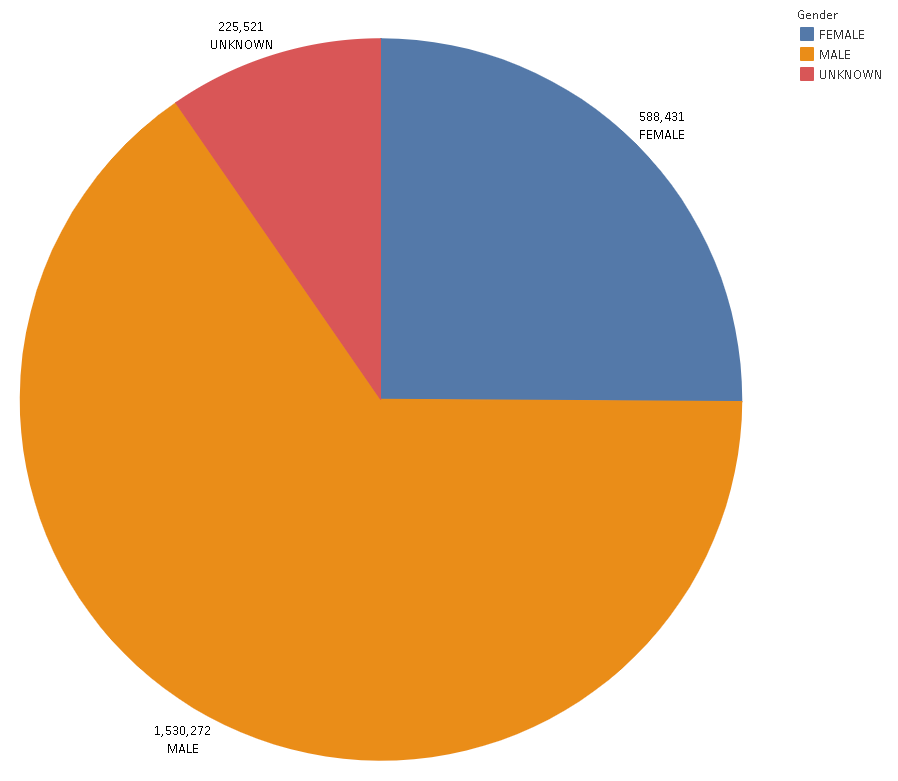 225,521
UNKNOWN
Gender
FEMALE
MALE
UNKNOWN
588,431
FEMALE
1,530,272
MALE